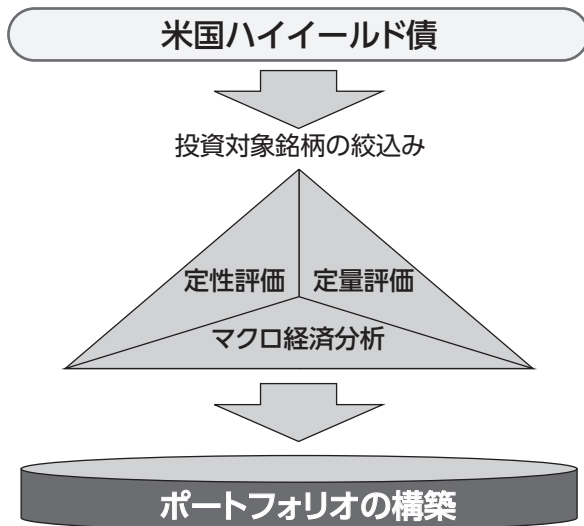 米国ハイイールド債
投資対象銘柄の絞込み
定性評価 定量評価
マクロ経済分析
ポートフォリオの構築